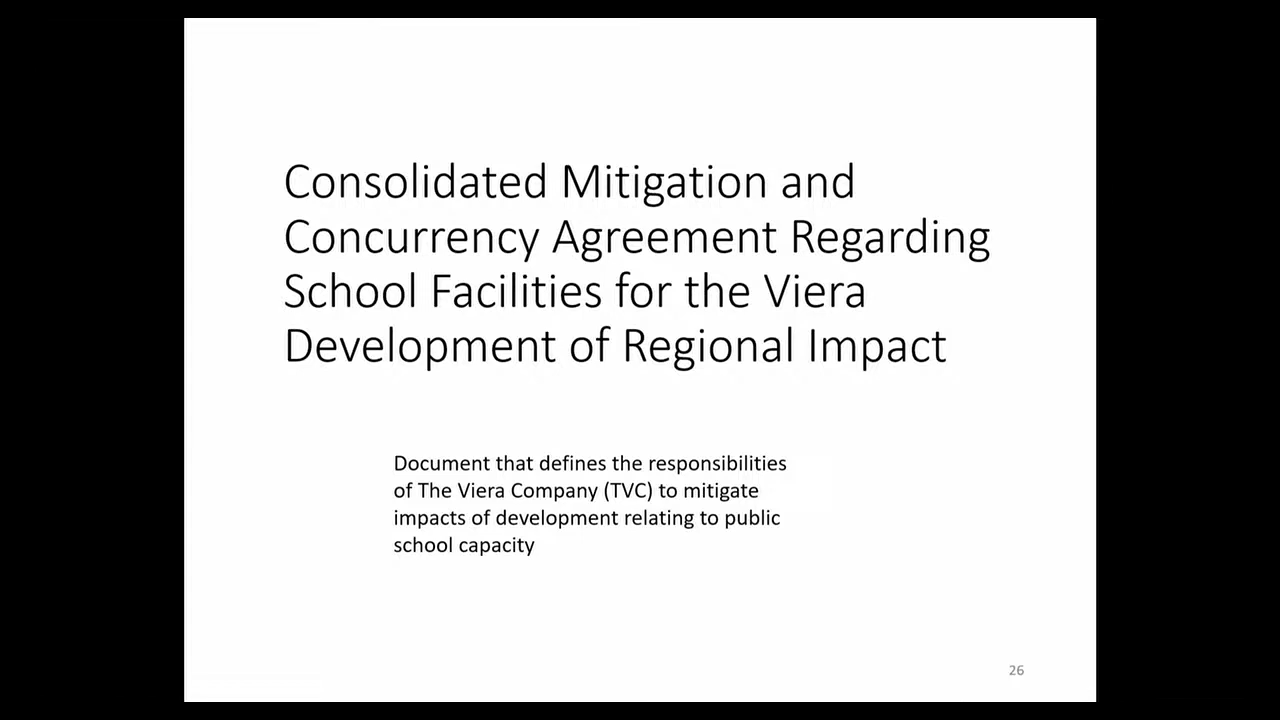 Consolidated Mitigation and
Concurrency Agreement Regarding
School Facilities for the Viera
Development of Regional Impact
Document that defines the responsibilities
of The Viera Company (TVC) to mitigate
impacts of development relating to public
school capacity
26